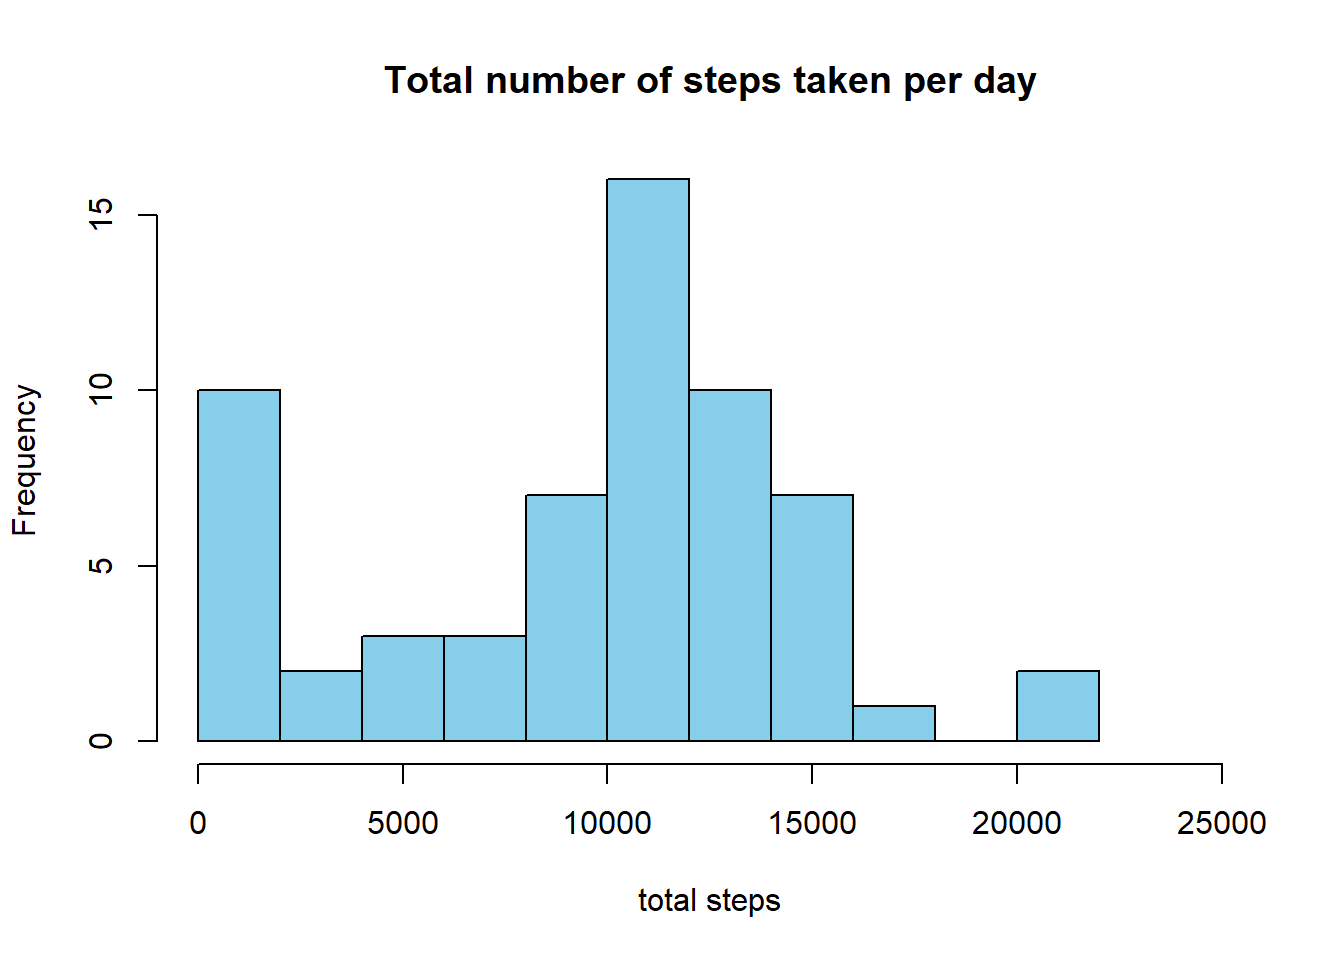 Total number of steps taken per day
15
10
5
0
Frequency
0 5000 10000 15000 20000 25000
total steps